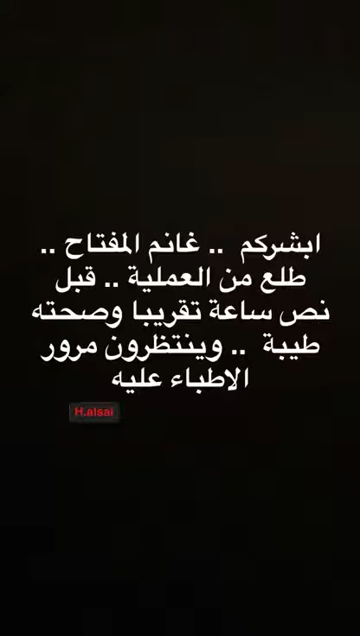 ابشركم .. غانم المفتاح ..
طلع من العملية .. قبل
نص ساعة تقريبا وصحته
طيبة .. وينتظرون مرور
الاطباء عليه
H.alsai